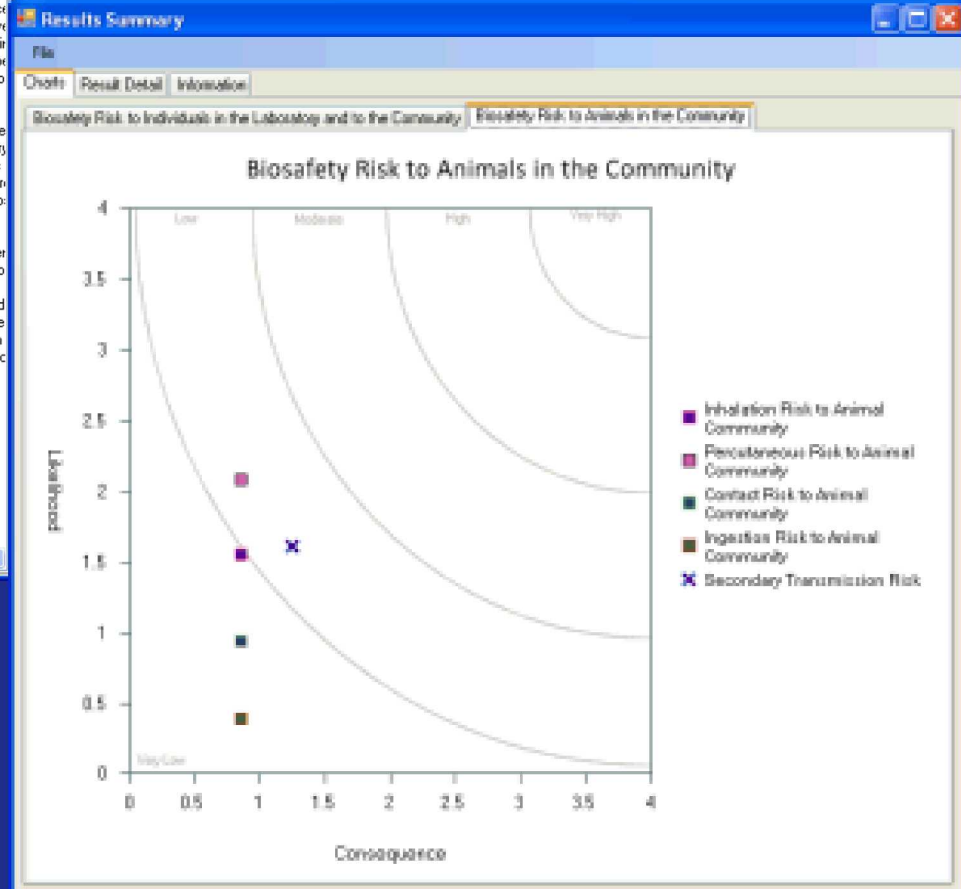 Results Summary
File
Charts Result Detail Information
Biosafety Risk to Individuals in the Laboratory and to the Community Biosafety Risk to Animals in the Community
Biosafety Risk to Animals in the Community
4
Low Moderate High Very High
3.5
3
2.5
Likelihood
2
1.5
1
0.5
Very Low
0
0 0.5 1 1.5 2 2.5 3 3.5 4
Consequence
Inhalation Risk to Animal
Community
Percutaneous Risk to Animal
Community
Contact Risk to Animal
Community
Ingestion Risk to Animal
Community
Secondary Transmission Risk